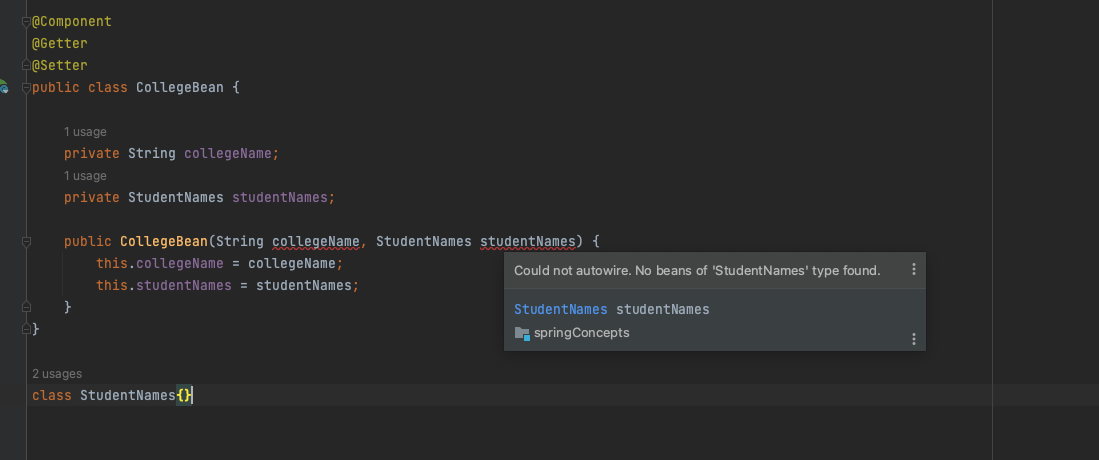 @Component
@Getter
@Setter
public class CollegeBean {
1 usage
private String collegeName;
1 usage
private StudentNames studentNames;
public CollegeBean(String collegeName, StudentNames studentNames) {
this.collegeName = collegeName;
this.studentNames = studentNames;
}
}
Could not autowire. No beans of 'StudentNames' type found.
StudentNames studentNames
springConcepts
2 usages
class StudentNames{}